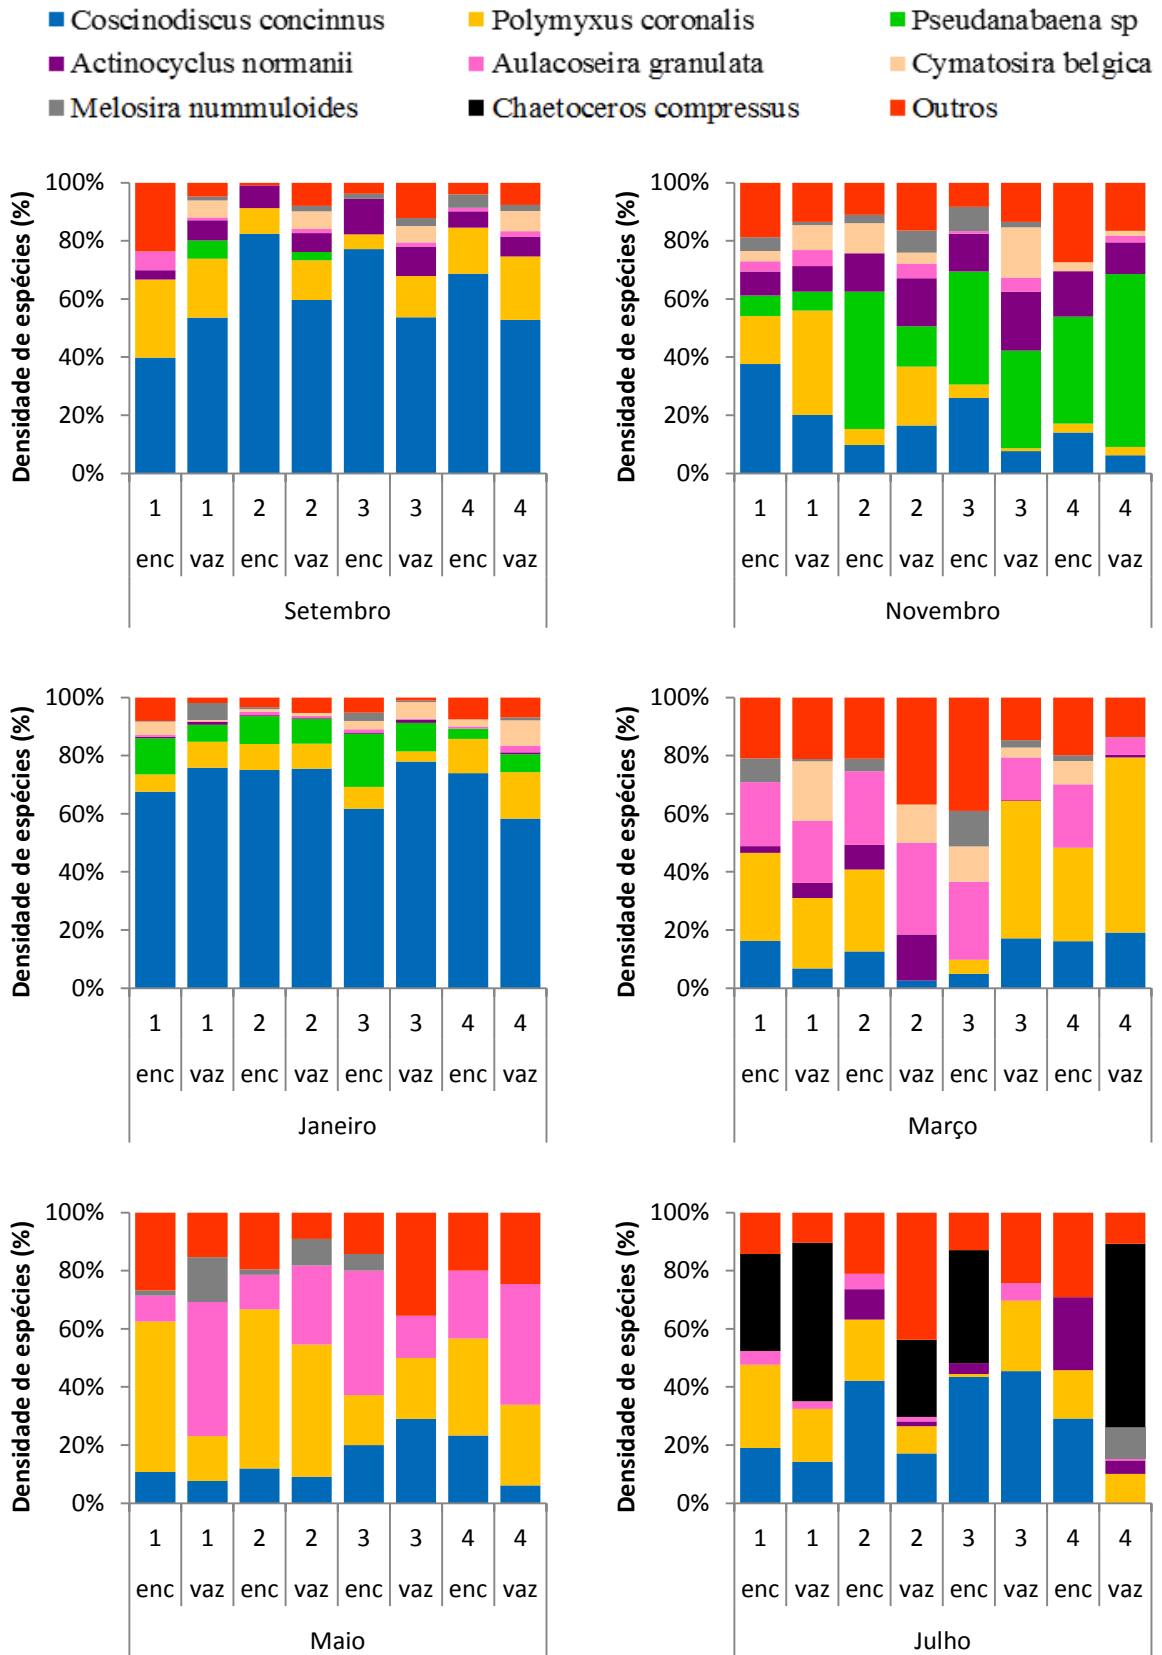 Coscinodiscus concinnus Polymyxus coronalis Pseudanabaena sp
Actinocyclus normanii Aulacoseira granulata Cymatosira belgica
Melosira nummuloides Chaetoceros compressus Outros
Densidade de espécies (%)
100%
80%
60%
40%
20%
0%
1 1 2 2 3 3 4 4
enc vaz enc vaz enc vaz enc vaz
Setembro
Densidade de espécies (%)
100%
80%
60%
40%
20%
0%
1 1 2 2 3 3 4 4
enc vaz enc vaz enc vaz enc vaz
Novembro
Densidade de espécies (%)
100%
80%
60%
40%
20%
0%
1 1 2 2 3 3 4 4
enc vaz enc vaz enc vaz enc vaz
Janeiro
Densidade de espécies (%)
100%
80%
60%
40%
20%
0%
1 1 2 2 3 3 4 4
enc vaz enc vaz enc vaz enc vaz
Março
Densidade de espécies (%)
100%
80%
60%
40%
20%
0%
1 1 2 2 3 3 4 4
enc vaz enc vaz enc vaz enc vaz
Maio
Densidade de espécies (%)
100%
80%
60%
40%
20%
0%
1 1 2 2 3 3 4 4
enc vaz enc vaz enc vaz enc vaz
Julho